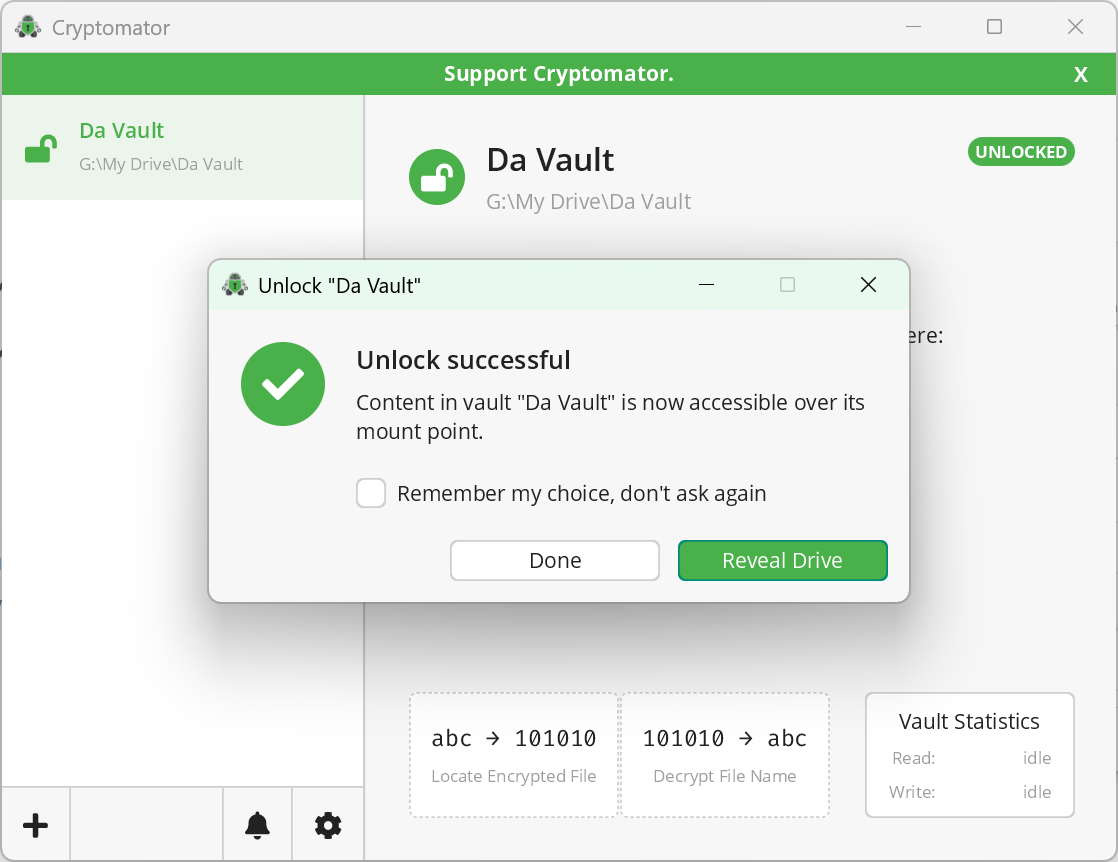 Cryptomator
Support Cryptomator.
X
Da Vault
G:\My Drive\Da Vault
Da Vault
G:\My Drive\Da Vault
UNLOCKED
ere:
Unlock "Da Vault"
Unlock successful
Content in vault "Da Vault" is now accessible over its
mount point.
Remember my choice, don't ask again
Done
Reveal Drive
abc → 101010
Locate Encrypted File
101010 → abc
Decrypt File Name
Vault Statistics
Read: idle
Write: idle